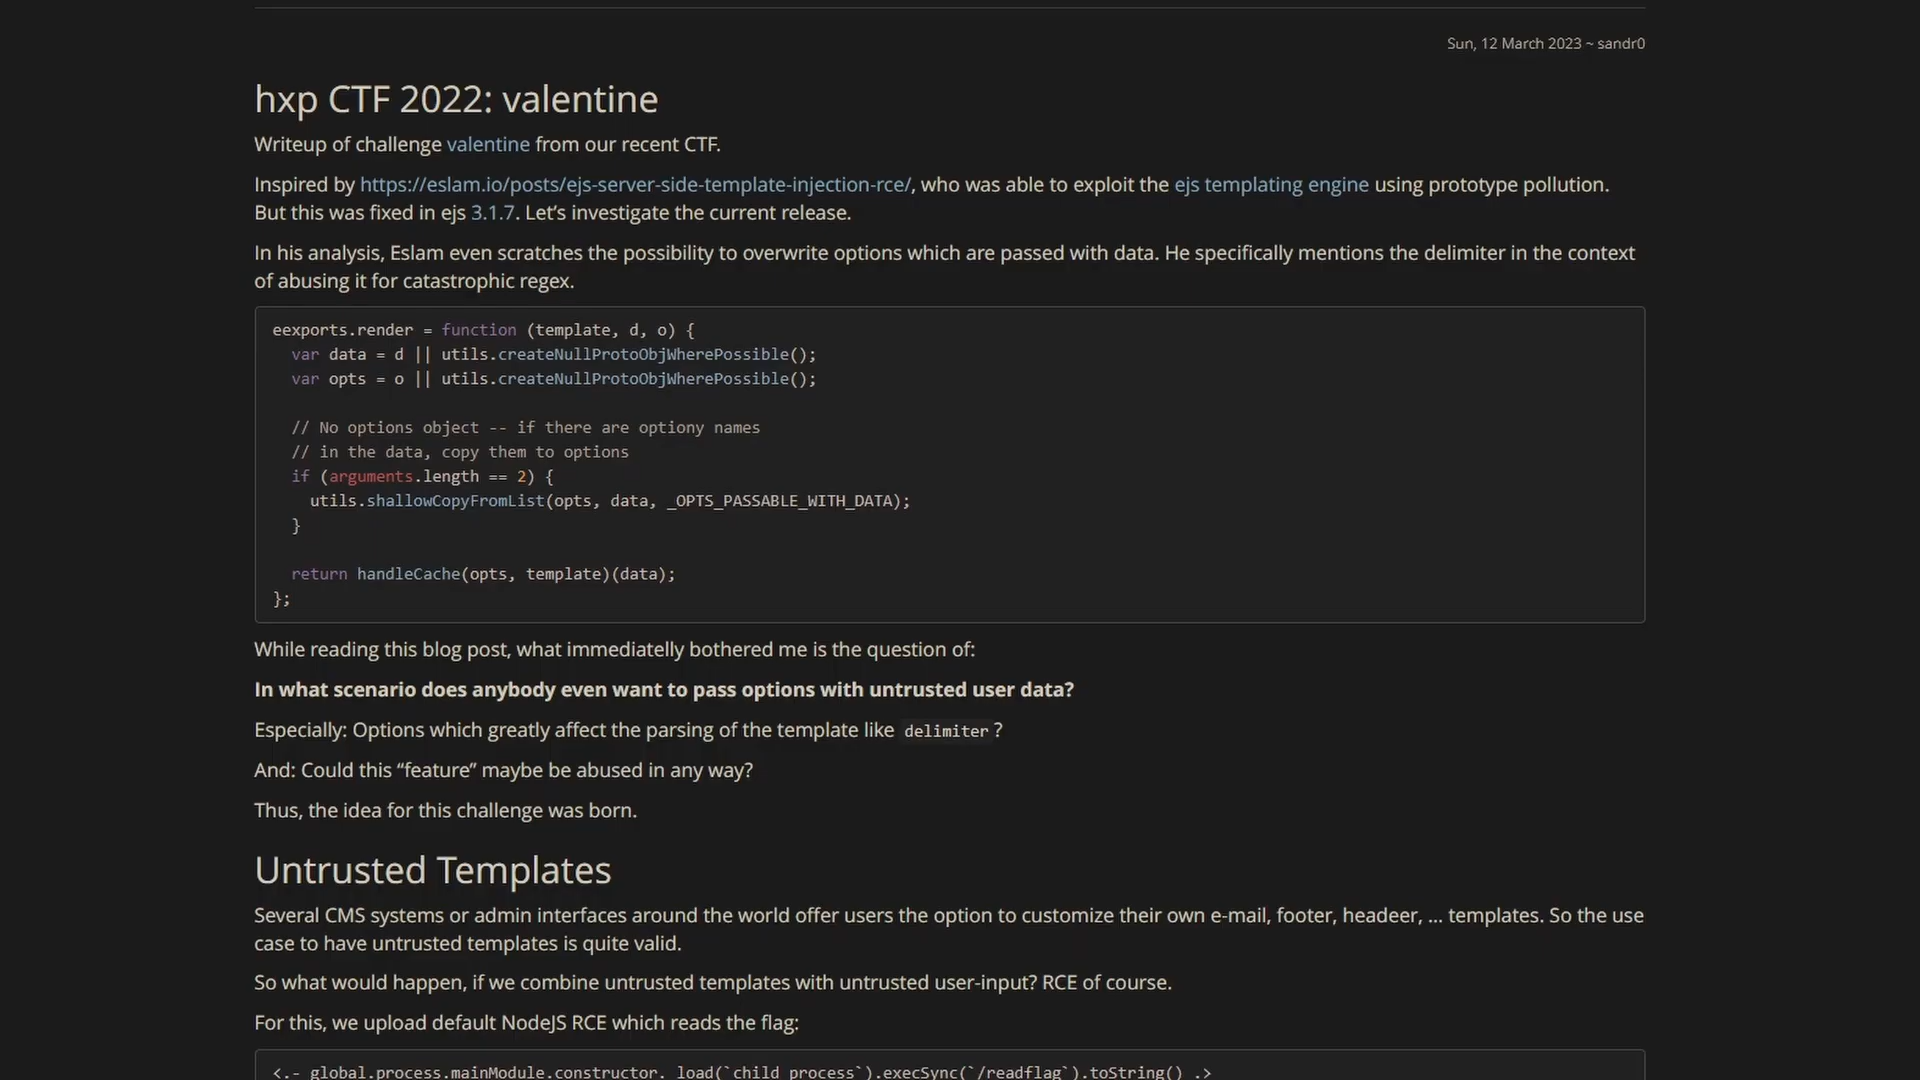 Sun, 12 March 2023 ~ sandr0
hxp CTF 2022: valentine
Writeup of challenge valentine from our recent CTF.
Inspired by https://eslam.io/posts/ejs-server-side-template-injection-rce/, who was able to exploit the ejs templating engine using prototype pollution.
But this was fixed in ejs 3.1.7. Let’s investigate the current release.
In his analysis, Eslam even scratches the possibility to overwrite options which are passed with data. He specifically mentions the delimiter in the context
of abusing it for catastrophic regex.
eexports.render = function (template, d, o) {
  var data = d || utils.createNullProtoObjWherePossible();
  var opts = o || utils.createNullProtoObjWherePossible();
  // No options object -- if there are optiony names
  // in the data, copy them to options
  if (arguments.length == 2) {
    utils.shallowCopyFromList(opts, data, _OPTS_PASSABLE_WITH_DATA);
  }
  return handleCache(opts, template)(data);
};
While reading this blog post, what immediatelly bothered me is the question of:
In what scenario does anybody even want to pass options with untrusted user data?
Especially: Options which greatly affect the parsing of the template like delimiter?
And: Could this “feature” maybe be abused in any way?
Thus, the idea for this challenge was born.
Untrusted Templates
Several CMS systems or admin interfaces around the world offer users the option to customize their own e-mail, footer, headeer, … templates. So the use
case to have untrusted templates is quite valid.
So what would happen, if we combine untrusted templates with untrusted user-input? RCE of course.
For this, we upload default NodeJS RCE which reads the flag:
<.- global.process.mainModule.constructor._load(`child_process`).execSync(`/readflag`).toString() .>